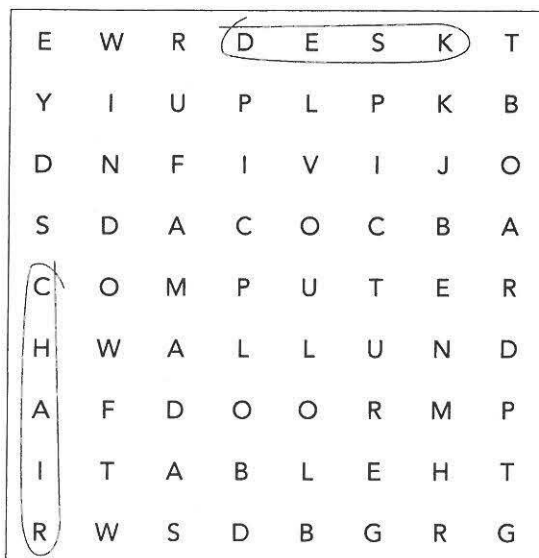 E W R D E S K T
Y I U P L P K B
D N F I V I J O
S D A C O C B A
C O M P U T E R
H W A L L U N D
A F D O O R M P
I T A B L E H T
R W S D B G R G